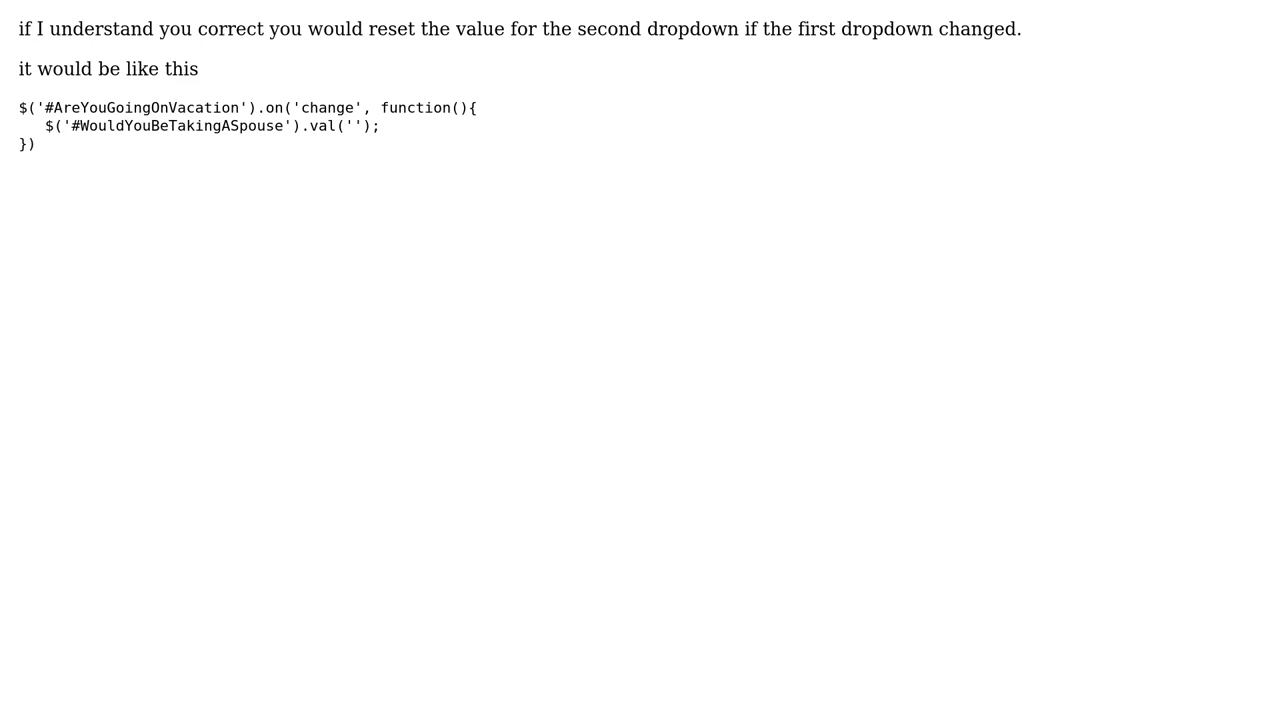 if I understand you correct you would reset the value for the second dropdown if the first dropdown changed.
it would be like this
$('#AreYouGoingOnVacation').on('change', function(){
   $('#WouldYouBeTakingASpouse').val('');
})